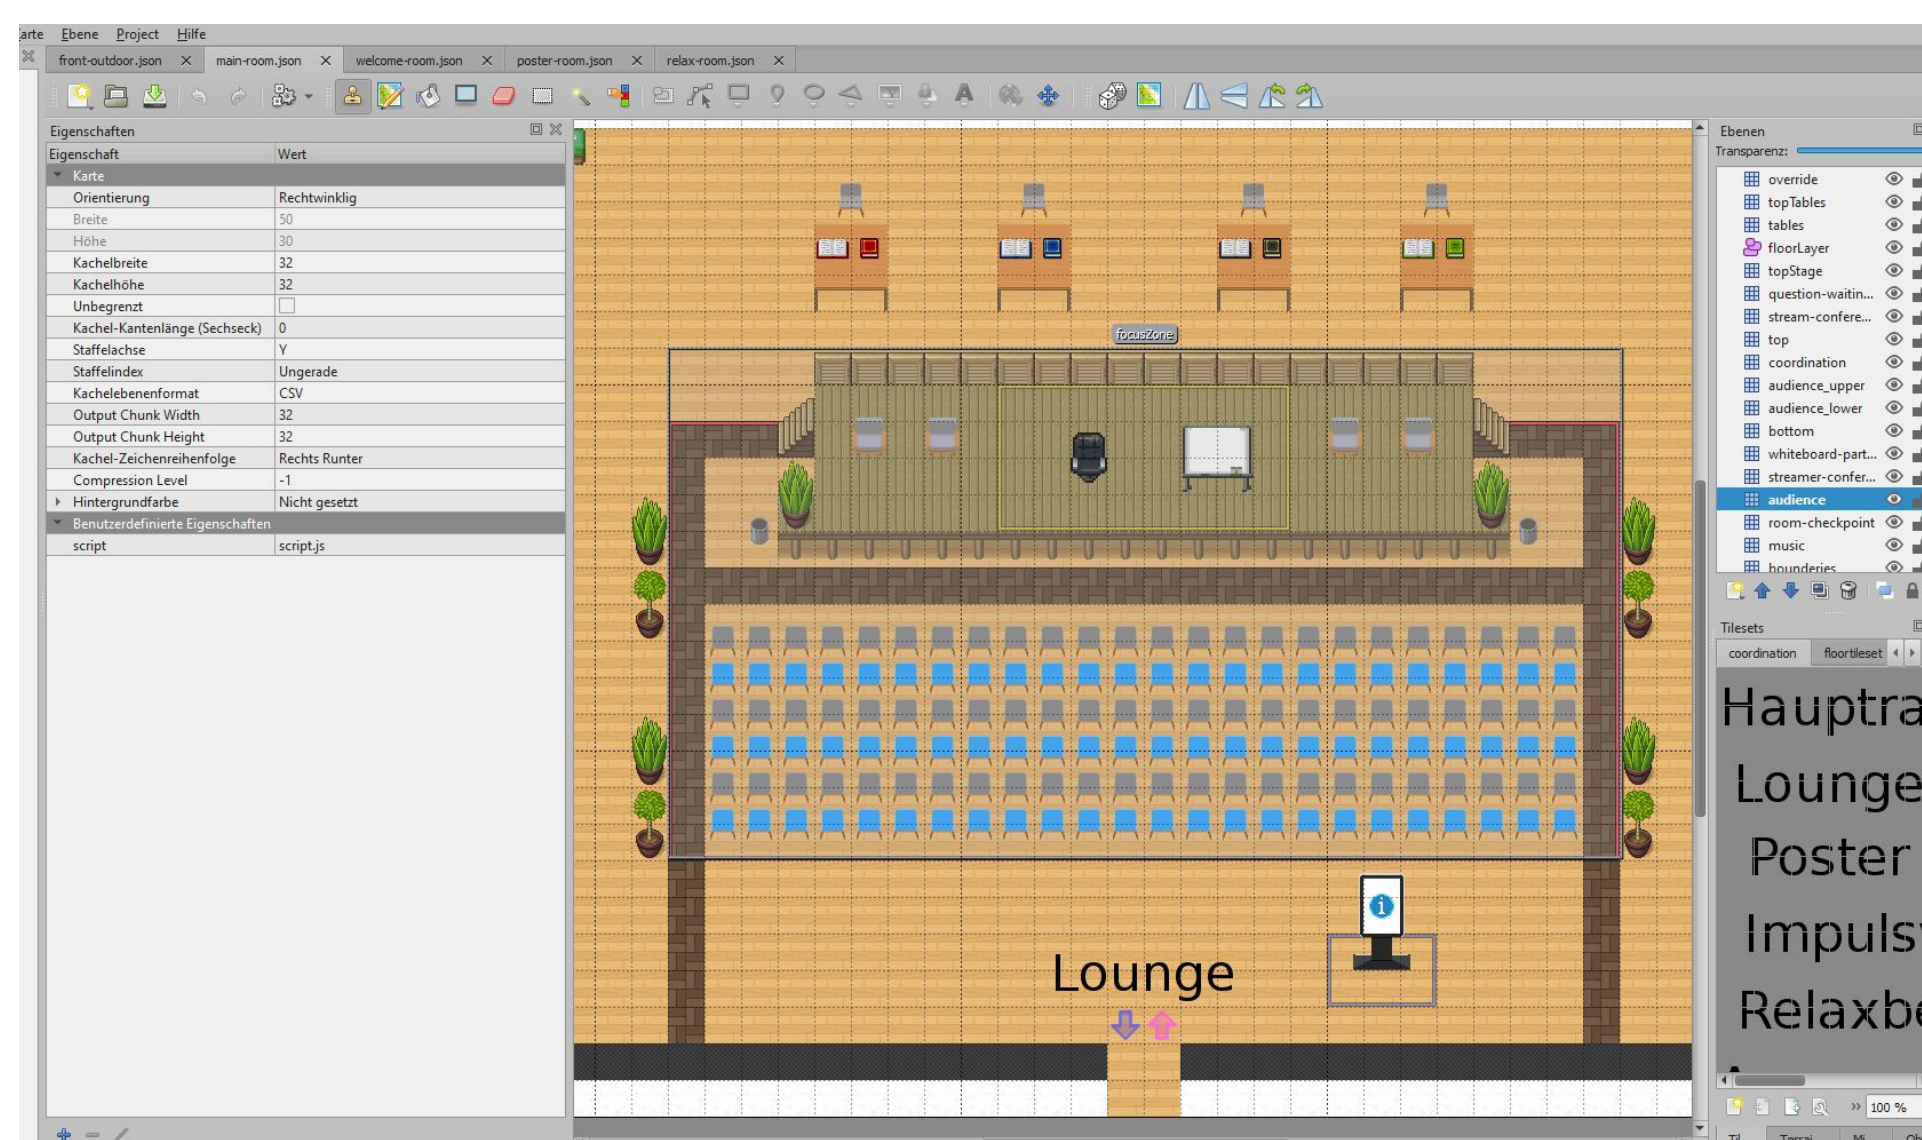 arte Ebene Project Hilfe
front-outdoor.json main-room.json welcome-room.json poster-room.json relax-room.json
Eigenschaften
Eigenschaft Wert
Karte
Orientierung Rechtwinklig
Breite 50
Höhe 30
Kachelbreite 32
Kachelhöhe 32
Unbegrenzt
Kachel-Kantenlänge (Sechseck) 0
Staffelachse Y
Staffelindex Ungerade
Kachelebenenformat CSV
Output Chunk Width 32
Output Chunk Height 32
Kachel-Zeichenreihenfolge Rechts Runter
Compression Level -1
Hintergrundfarbe Nicht gesetzt
Benutzerdefinierte Eigenschaften
script script.js
focusZone
Lounge
Ebenen
Transparenz:
override
topTables
tables
floorLayer
topStage
question-waitin...
stream-confere...
top
coordination
audience_upper
audience_lower
bottom
whiteboard-part...
streamer-confer...
audience
room-checkpoint
music
bounderies
Tilesets
coordination floortileset
Hauptra
Lounge
Poster
Impuls
Relaxb
100 %